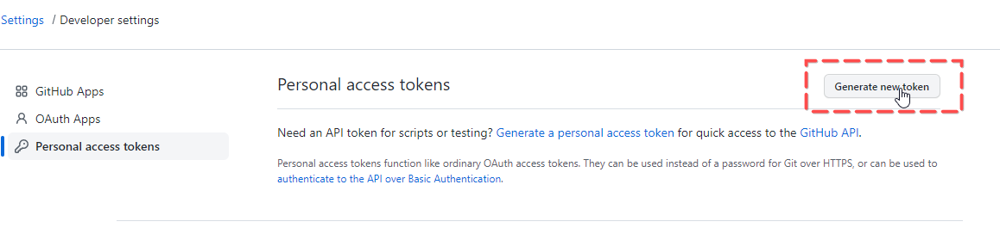 Settings / Developer settings
GitHub Apps
OAuth Apps
Personal access tokens
Personal access tokens
Generate new token
Need an API token for scripts or testing? Generate a personal access token for quick access to the GitHub API.
Personal access tokens function like ordinary OAuth access tokens. They can be used instead of a password for Git over HTTPS, or can be used to
authenticate to the API over Basic Authentication.